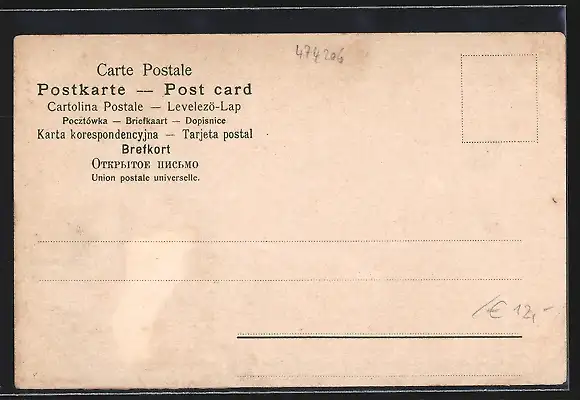 474206
Carte Postale
Postkarte — Post card
Cartolina Postale — Levelező-Lap
Pocztówka — Briefkaart — Dopisnice
Karta korespondencyjna — Tarjeta postal
Brefkort
Открытое письмо
Union postale universelle.
/€ 12,-